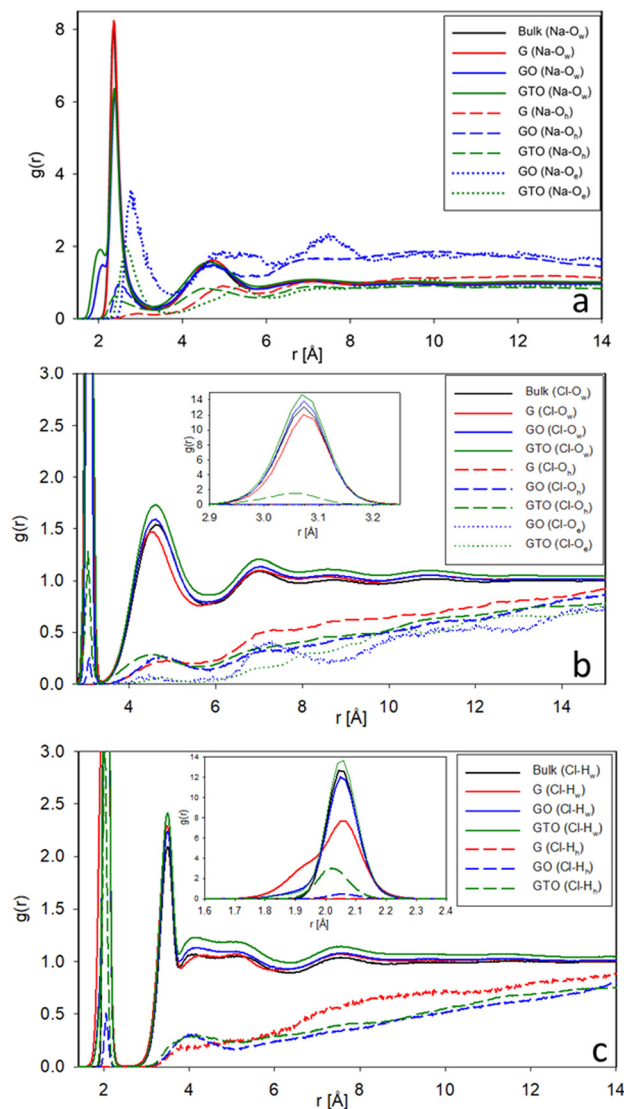 g(r)
8
6
4
2
0
Bulk (Na-Ow)
G (Na-Ow)
GO (Na-Ow)
GTO (Na-Ow)
G (Na-Oh)
GO (Na-Oh)
GTO (Na-Oh)
GO (Na-Oe)
GTO (Na-Oe)
a
2 4 6 8 10 12 14
r [Å]
g(r)
3.0
2.5
2.0
1.5
1.0
0.5
0.0
g(r)
14
12
10
8
6
4
2
0
2.9 3.0 3.1 3.2
r [Å]
Bulk (Cl-Ow)
G (Cl-Ow)
GO (Cl-Ow)
GTO (Cl-Ow)
G (Cl-Oh)
GO (Cl-Oh)
GTO (Cl-Oh)
GO (Cl-Oe)
GTO (Cl-Oe)
b
4 6 8 10 12 14
r [Å]
g(r)
3.0
2.5
2.0
1.5
1.0
0.5
0.0
g(r)
14
12
10
8
6
4
2
0
1.6 1.7 1.8 1.9 2.0 2.1 2.2 2.3 2.4
r [Å]
Bulk (Cl-Hw)
G (Cl-Hw)
GO (Cl-Hw)
GTO (Cl-Hw)
G (Cl-Hh)
GO (Cl-Hh)
GTO (Cl-Hh)
c
2 4 6 8 10 12 14
r [Å]